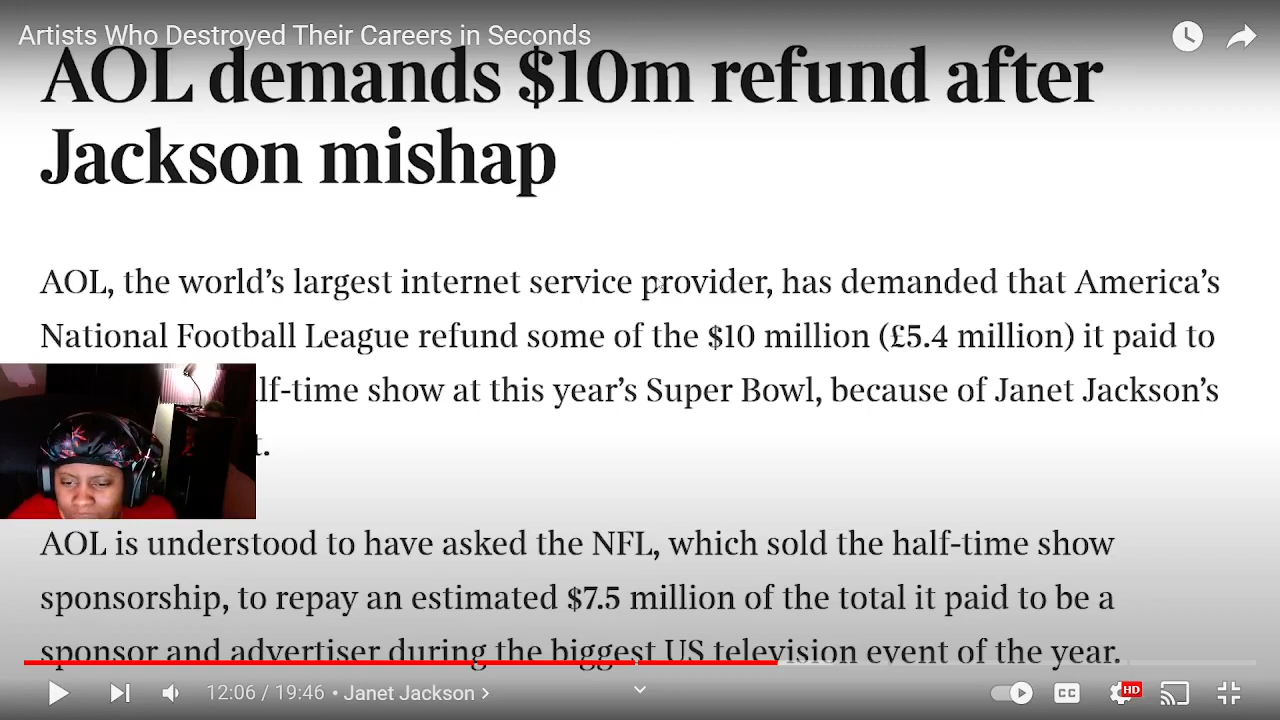 Artists Who Destroyed Their Careers in Seconds
AOL demands $10m refund after
Jackson mishap
AOL, the world's largest internet service provider, has demanded that America's
National Football League refund some of the $10 million (£5.4 million) it paid to
lf-time show at this year's Super Bowl, because of Janet Jackson's
t.
AOL is understood to have asked the NFL, which sold the half-time show
sponsorship, to repay an estimated $7.5 million of the total it paid to be a
sponsor and advertiser during the biggest US television event of the year.
12:06 / 19:46 • Janet Jackson >
CC
HD